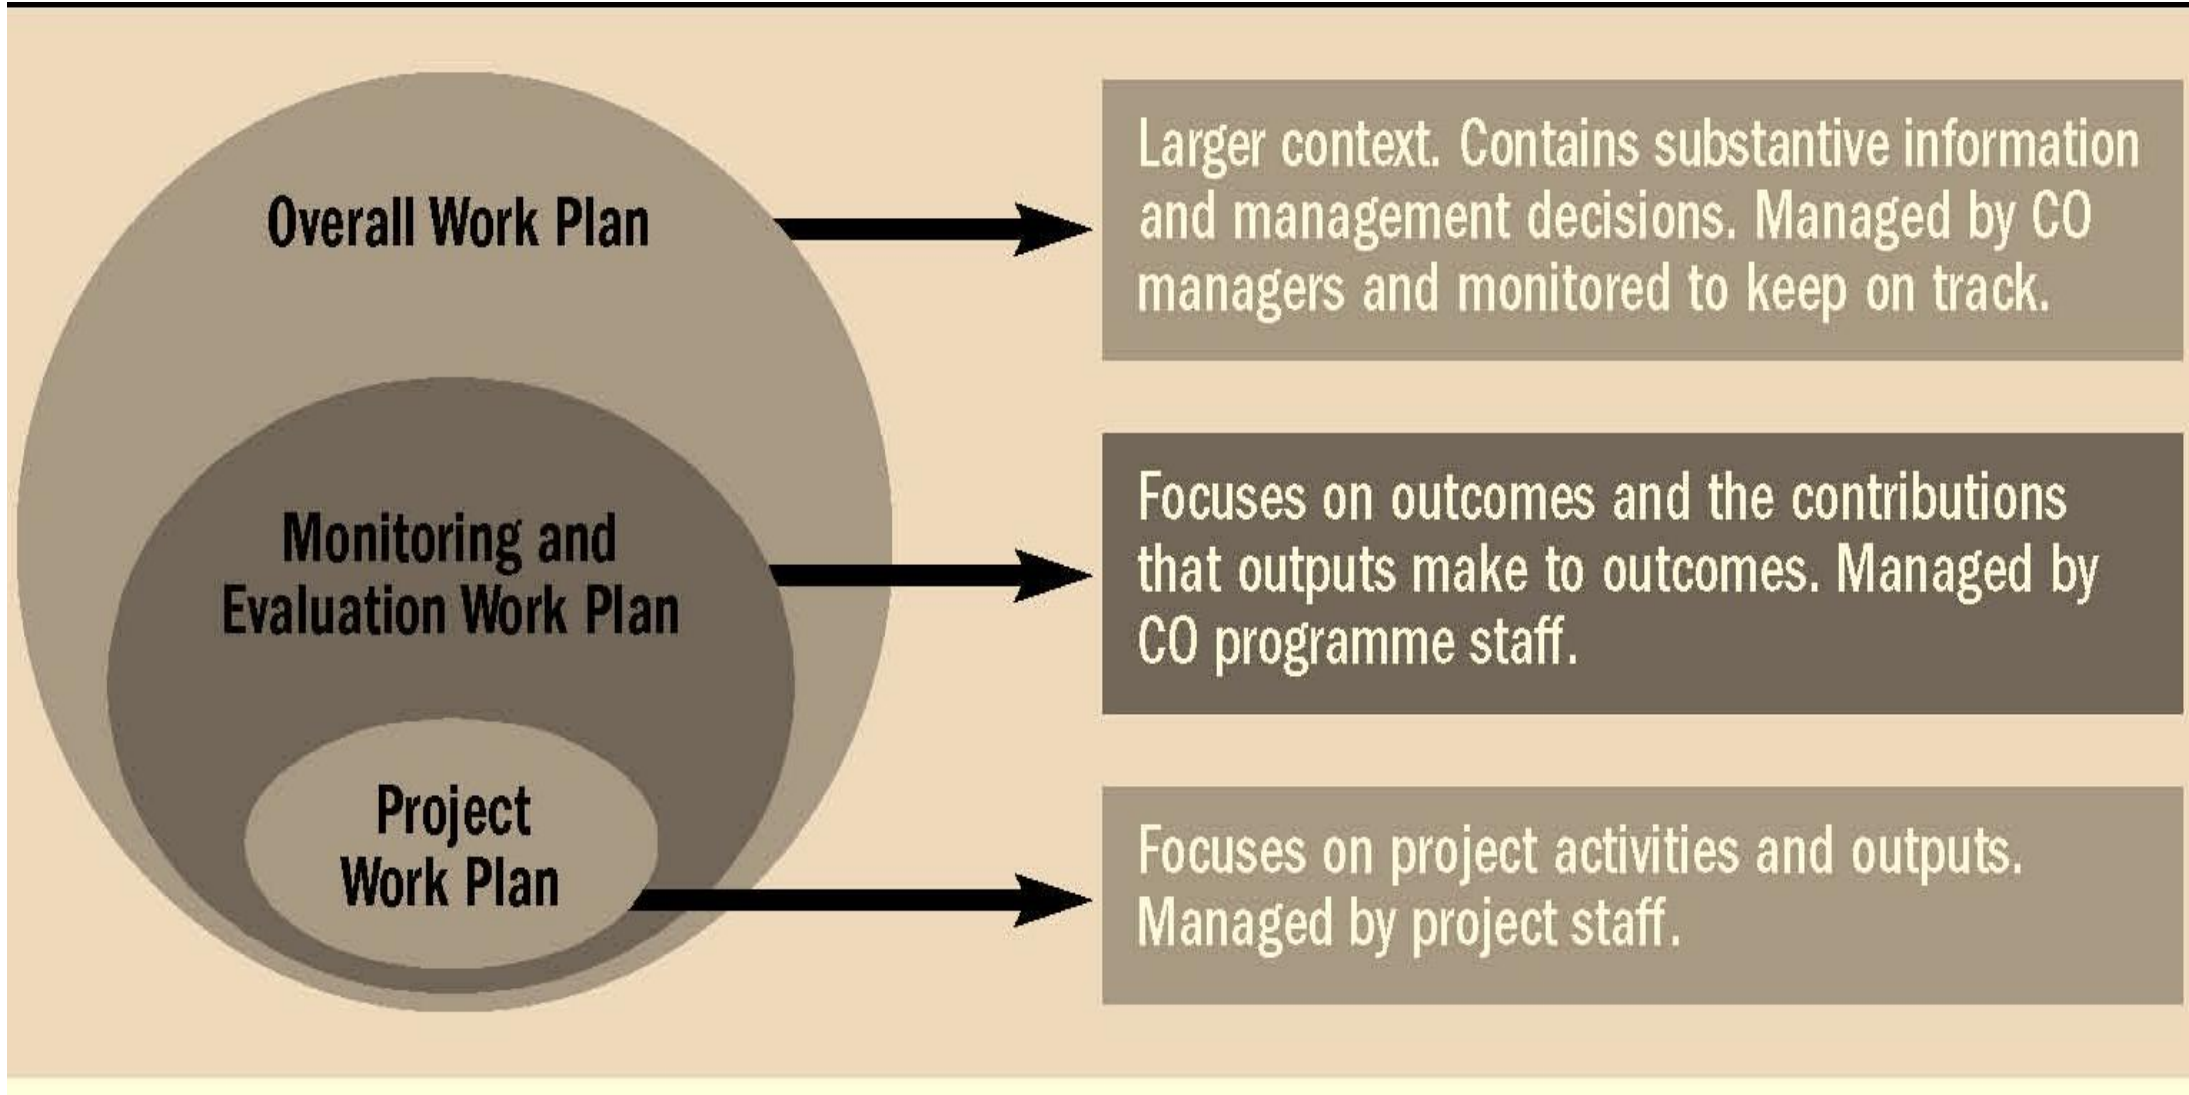 Overall Work Plan
Larger context. Contains substantive information
and management decisions. Managed by CO
managers and monitored to keep on track.
Monitoring and
Evaluation Work Plan
Focuses on outcomes and the contributions
that outputs make to outcomes. Managed by
CO programme staff.
Project
Work Plan
Focuses on project activities and outputs.
Managed by project staff.